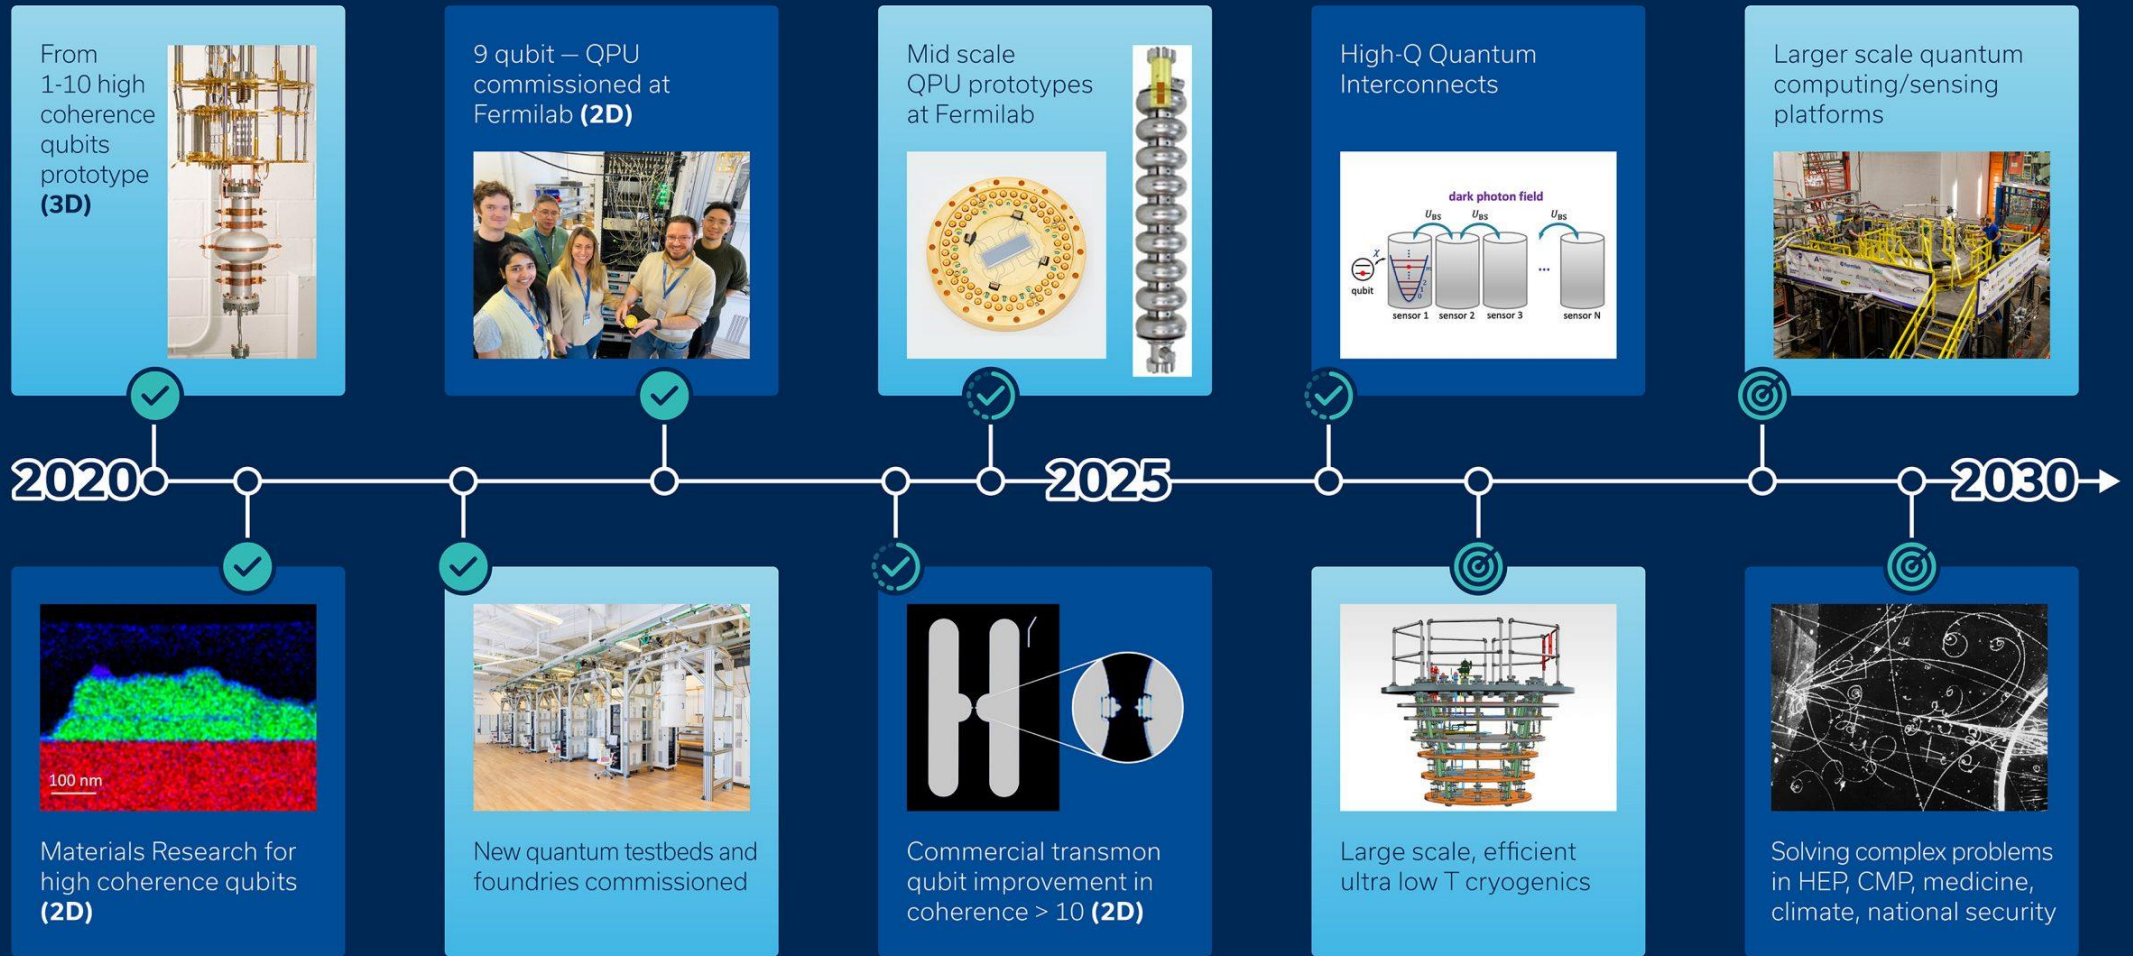 From
1-10 high
coherence
qubits
prototype
(3D)
9 qubit – QPU
commissioned at
Fermilab (2D)
Mid scale
QPU prototypes
at Fermilab
High-Q Quantum
Interconnects
dark photon field
U_BS U_BS U_BS
χ
qubit
m
2
1
0
...
sensor 1 sensor 2 sensor 3 sensor N
Larger scale quantum
computing/sensing
platforms
2020 2025 2030
100 nm
Materials Research for
high coherence qubits
(2D)
New quantum testbeds and
foundries commissioned
Commercial transmon
qubit improvement in
coherence > 10 (2D)
Large scale, efficient
ultra low T cryogenics
Solving complex problems
in HEP, CMP, medicine,
climate, national security